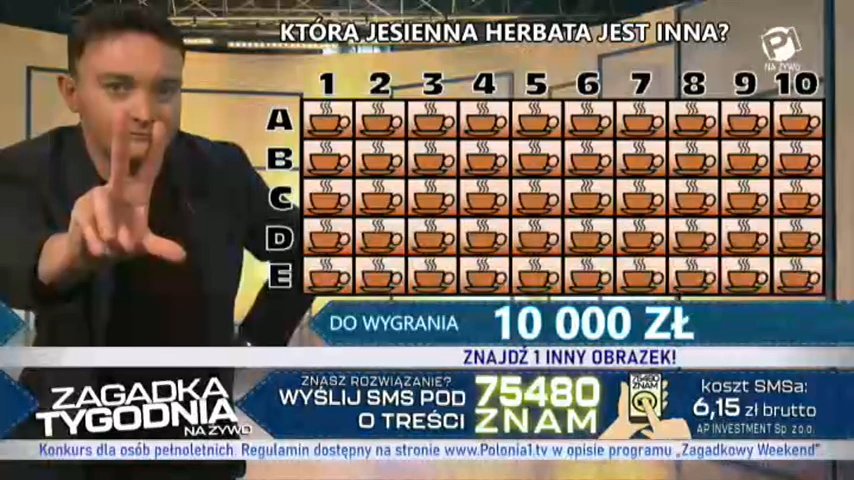 KTÓRA JESIENNA HERBATA JEST INNA?
P1
NA ŻYWO
1 2 3 4 5 6 7 8 9 10
A
B
C
D
E
DO WYGRANIA 10 000 ZŁ
ZNAJDŹ 1 INNY OBRAZEK!
ZAGADKA
TYGODNIA
NA ŻYWO
ZNASZ ROZWIĄZANIE?
WYŚLIJ SMS POD 75480
O TREŚCI ZNAM
75480
ZNAM
koszt SMSa:
6,15 zł brutto
AP INVESTMENT Sp. z o.o.
Konkurs dla osób pełnoletnich. Regulamin dostępny na stronie www.Polonia1.tv w opisie programu „Zagadkowy Weekend"